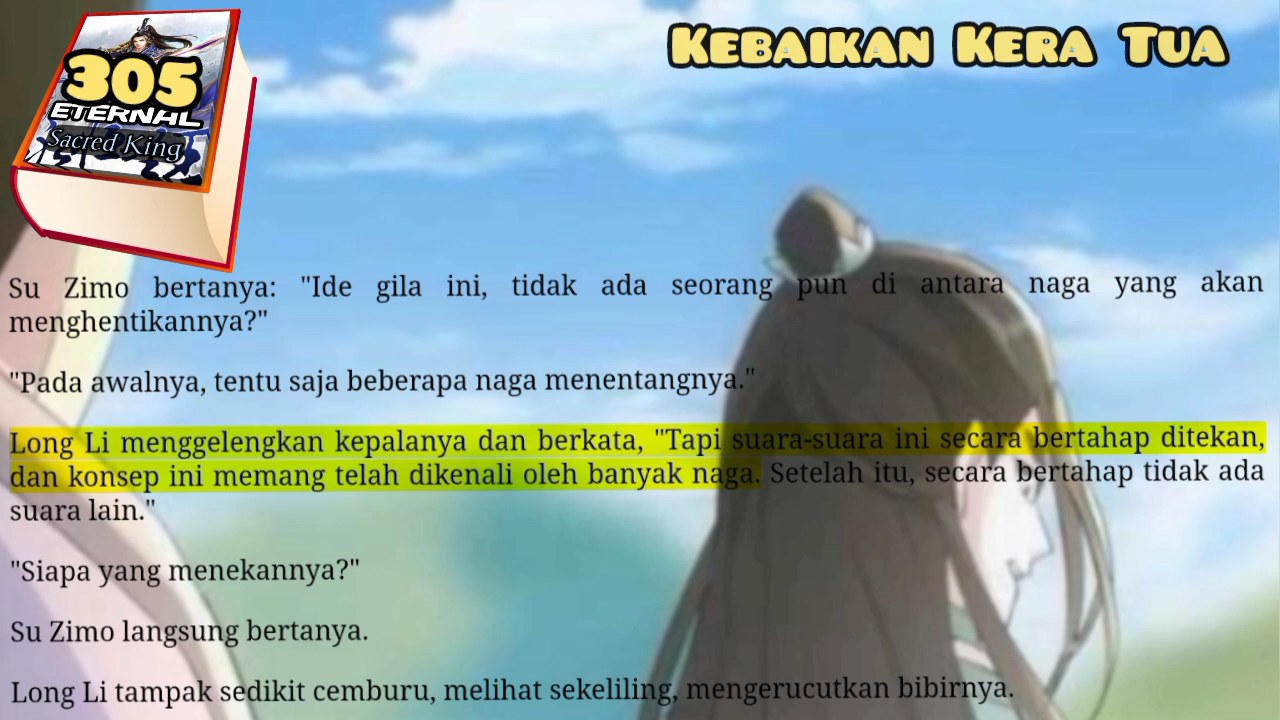 305
ETERNAL
Sacred King
KEBAIKAN KERA TUA
Su Zimo bertanya: "Ide gila ini, tidak ada seorang pun di antara naga yang akan
menghentikannya?"
"Pada awalnya, tentu saja beberapa naga menentangnya."
Long Li menggelengkan kepalanya dan berkata, "Tapi suara-suara ini secara bertahap ditekan,
dan konsep ini memang telah dikenali oleh banyak naga. Setelah itu, secara bertahap tidak ada
suara lain."
"Siapa yang menekannya?"
Su Zimo langsung bertanya.
Long Li tampak sedikit cemburu, melihat sekeliling, mengerucutkan bibirnya.